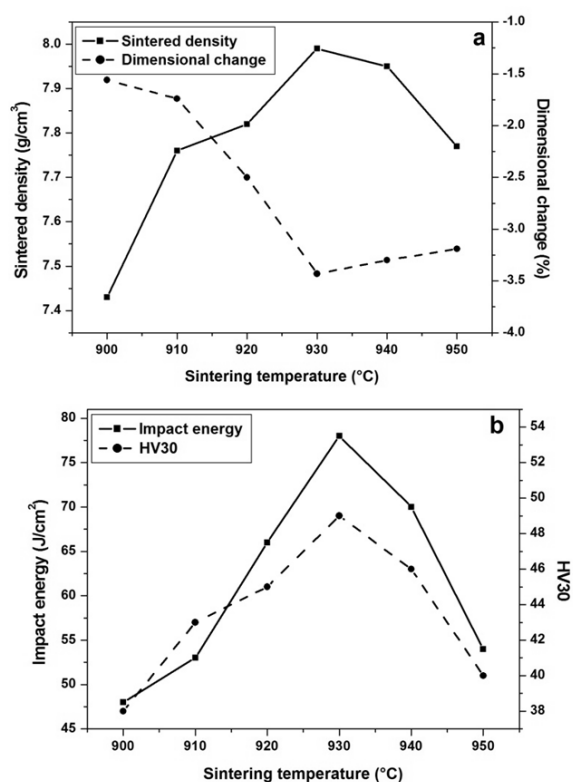 a
Sintered density
Dimensional change
8.0
7.9
7.8
7.7
7.6
7.5
7.4
Sintered density (g/cm³)
-1.0
-1.5
-2.0
-2.5
-3.0
-3.5
-4.0
Dimensional change (%)
900 910 920 930 940 950
Sintering temperature (°C)
b
Impact energy
HV30
80
75
70
65
60
55
50
45
Impact energy (J/cm²)
54
52
50
48
46
44
42
40
38
HV30
900 910 920 930 940 950
Sintering temperature (°C)